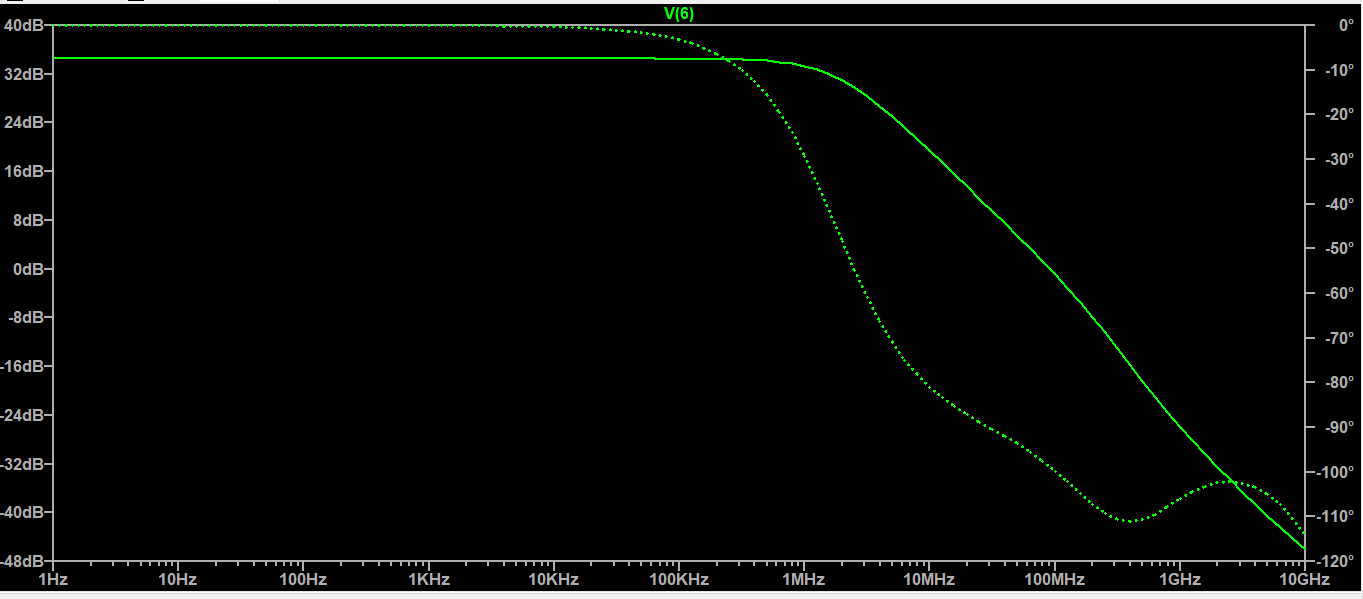 V(6)
40dB
32dB
24dB
16dB
8dB
0dB
-8dB
-16dB
-24dB
-32dB
-40dB
-48dB
0°
-10°
-20°
-30°
-40°
-50°
-60°
-70°
-80°
-90°
-100°
-110°
-120°
1Hz 10Hz 100Hz 1KHz 10KHz 100KHz 1MHz 10MHz 100MHz 1GHz 10GHz